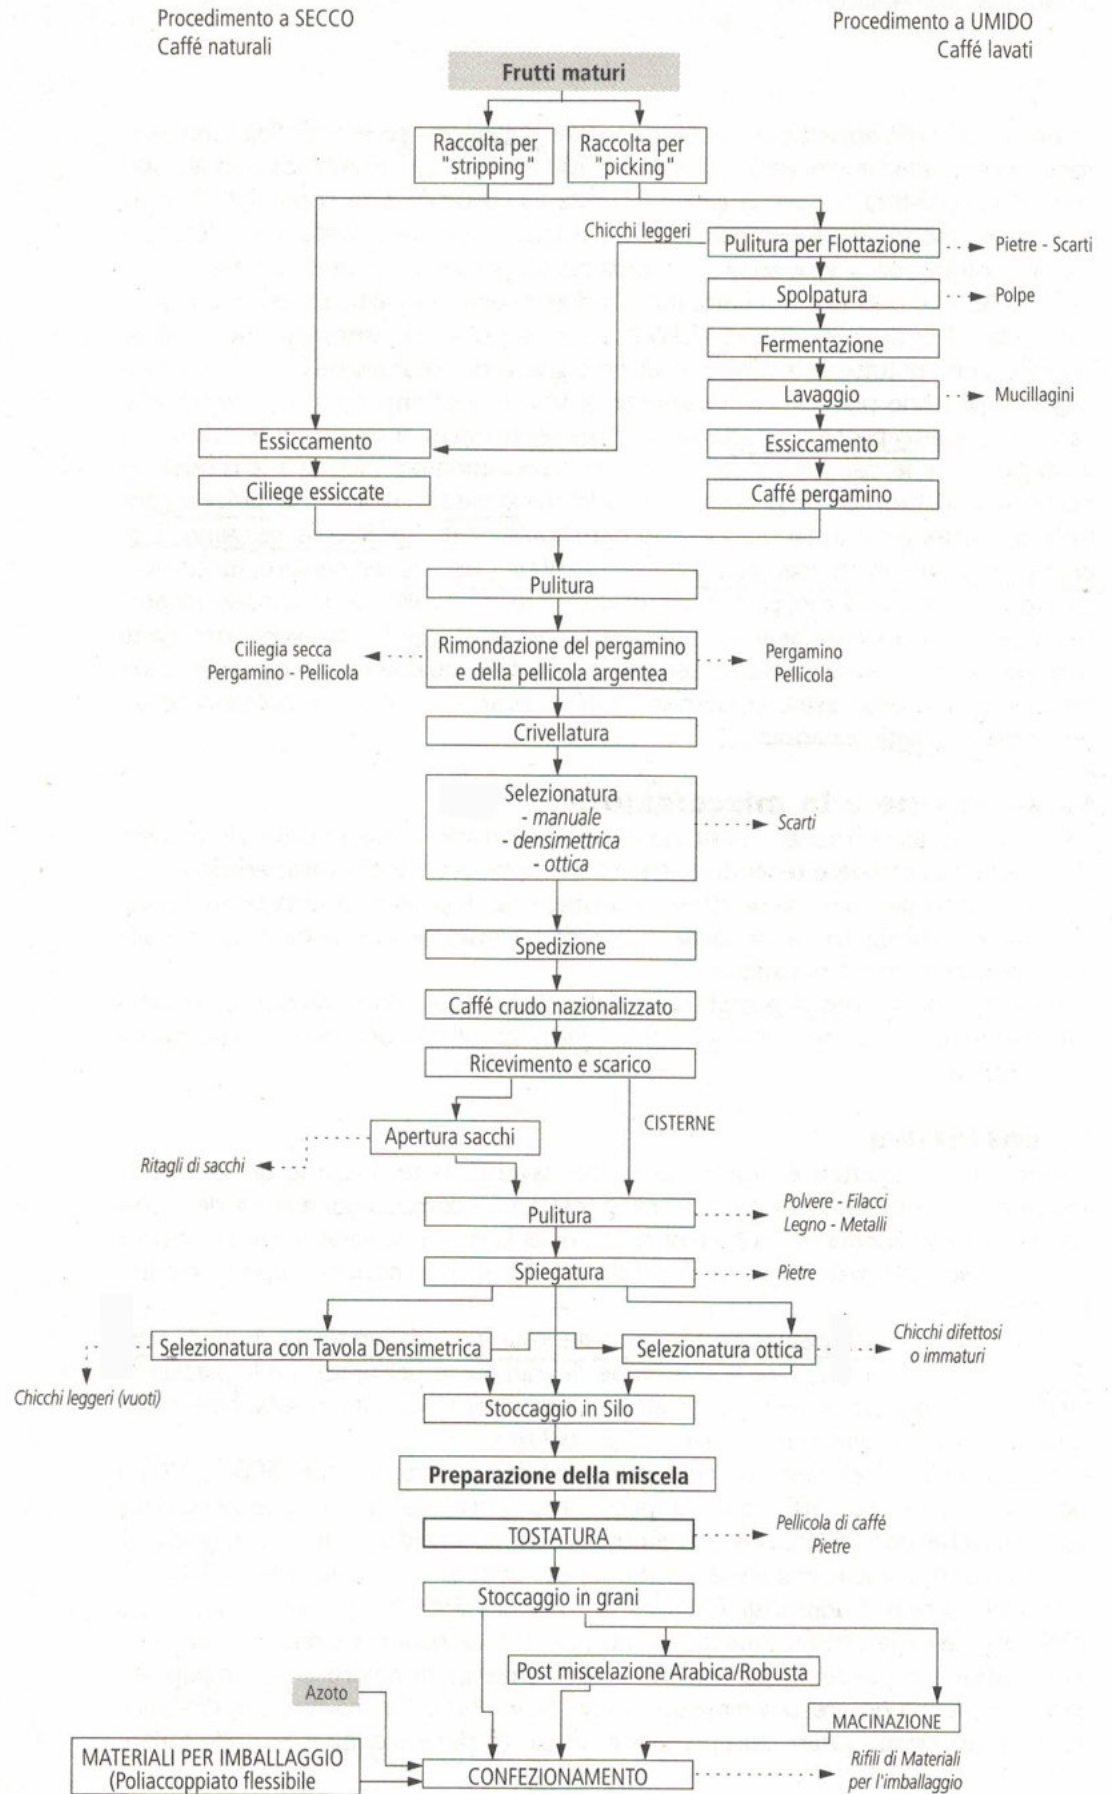 Procedimento a SECCO
Caffé naturali
Procedimento a UMIDO
Caffé lavati
Frutti maturi
Raccolta per
"stripping"
Raccolta per
"picking"
Chicchi leggeri
Pulitura per Flottazione
Pietre - Scarti
Spolpatura
Polpe
Fermentazione
Lavaggio
Mucillagini
Essiccamento
Essiccamento
Ciliege essiccate
Caffé pergamino
Pulitura
Ciliegia secca
Pergamino - Pellicola
Rimondazione del pergamino
e della pellicola argentea
Pergamino
Pellicola
Crivellatura
Selezionatura
- manuale
- densimettrica
- ottica
Scarti
Spedizione
Caffé crudo nazionalizzato
Ricevimento e scarico
CISTERNE
Apertura sacchi
Ritagli di sacchi
Pulitura
Polvere - Filacci
Legno - Metalli
Spiegatura
Pietre
Selezionatura con Tavola Densimetrica
Selezionatura ottica
Chicchi difettosi
o immaturi
Chicchi leggeri (vuoti)
Stoccaggio in Silo
Preparazione della miscela
TOSTATURA
Pellicola di caffé
Pietre
Stoccaggio in grani
Post miscelazione Arabica/Robusta
Azoto
MACINAZIONE
MATERIALI PER IMBALLAGGIO
(Poliaccoppiato flessibile
CONFEZIONAMENTO
Rifili di Materiali
per l'imballaggio